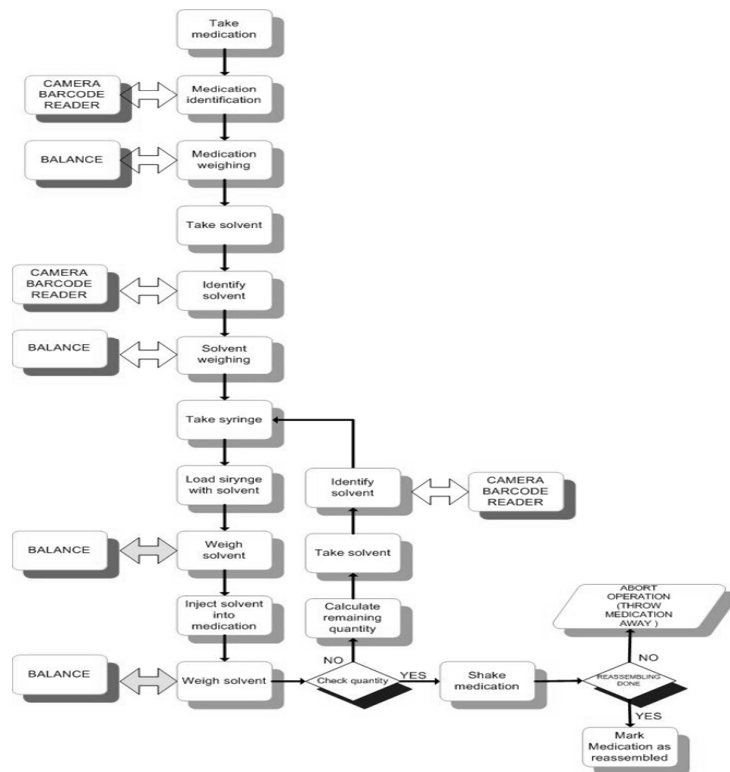 Take
medication
CAMERA
BARCODE
READER
Medication
identification
BALANCE
Medication
weighing
Take solvent
CAMERA
BARCODE
READER
Identify
solvent
BALANCE
Solvent
weighing
Take syringe
Load sirynge
with solvent
Identify
solvent
CAMERA
BARCODE
READER
BALANCE
Weigh
solvent
Take solvent
Inject solvent
into
medication
Calculate
remaining
quantity
ABORT
OPERATION
(THROW
MEDICATION
AWAY )
BALANCE
Weigh solvent
NO
Check quantity
YES
Shake
medication
NO
REASSEMBLING
DONE
YES
Mark
Medication as
reassembled